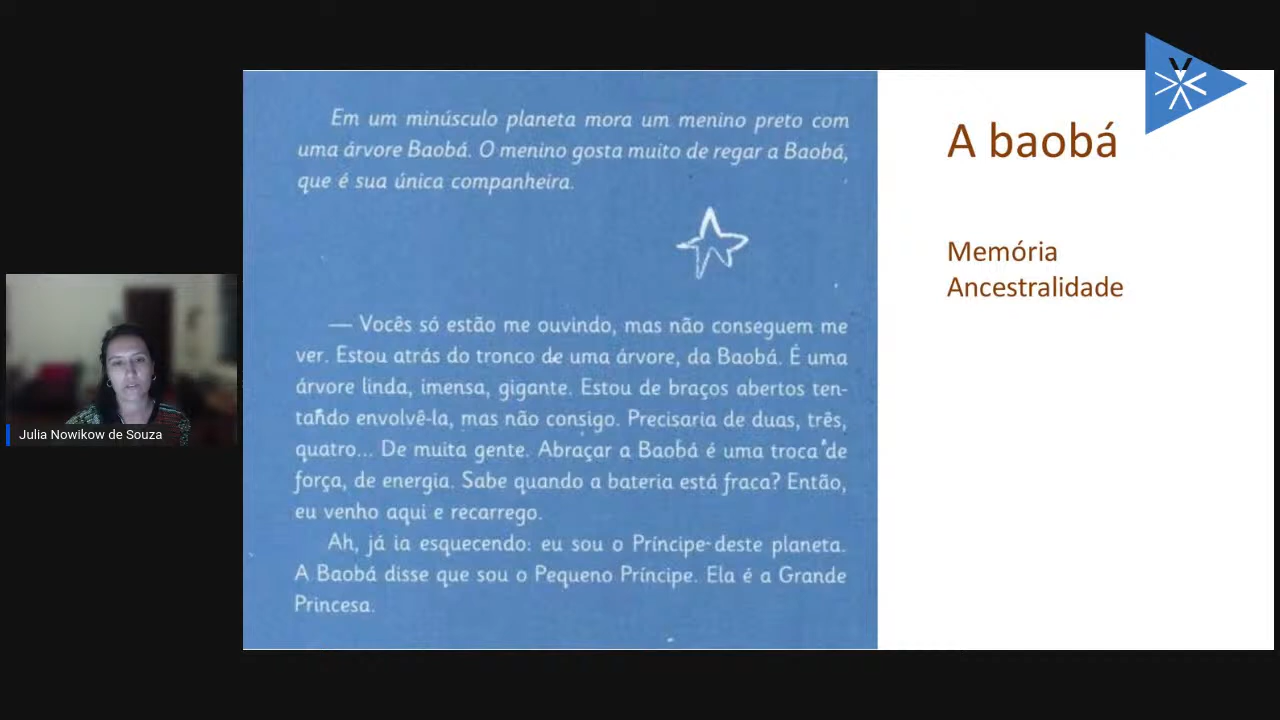 Em um minúsculo planeta mora um menino preto com
uma árvore Baobá. O menino gosta muito de regar a Baobá,
que é sua única companheira.
— Vocês só estão me ouvindo, mas não conseguem me
ver. Estou atrás do tronco de uma árvore, da Baobá. É uma
árvore linda, imensa, gigante. Estou de braços abertos ten-
tando envolvê-la, mas não consigo. Precisaria de duas, três,
quatro... De muita gente. Abraçar a Baobá é uma troca de
força, de energia. Sabe quando a bateria está fraca? Então,
eu venho aqui e recarrego.
Ah, já ia esquecendo: eu sou o Príncipe deste planeta.
A Baobá disse que sou o Pequeno Príncipe. Ela é a Grande
Princesa.
A baobá
Memória
Ancestralidade
Julia Nowikow de Souza